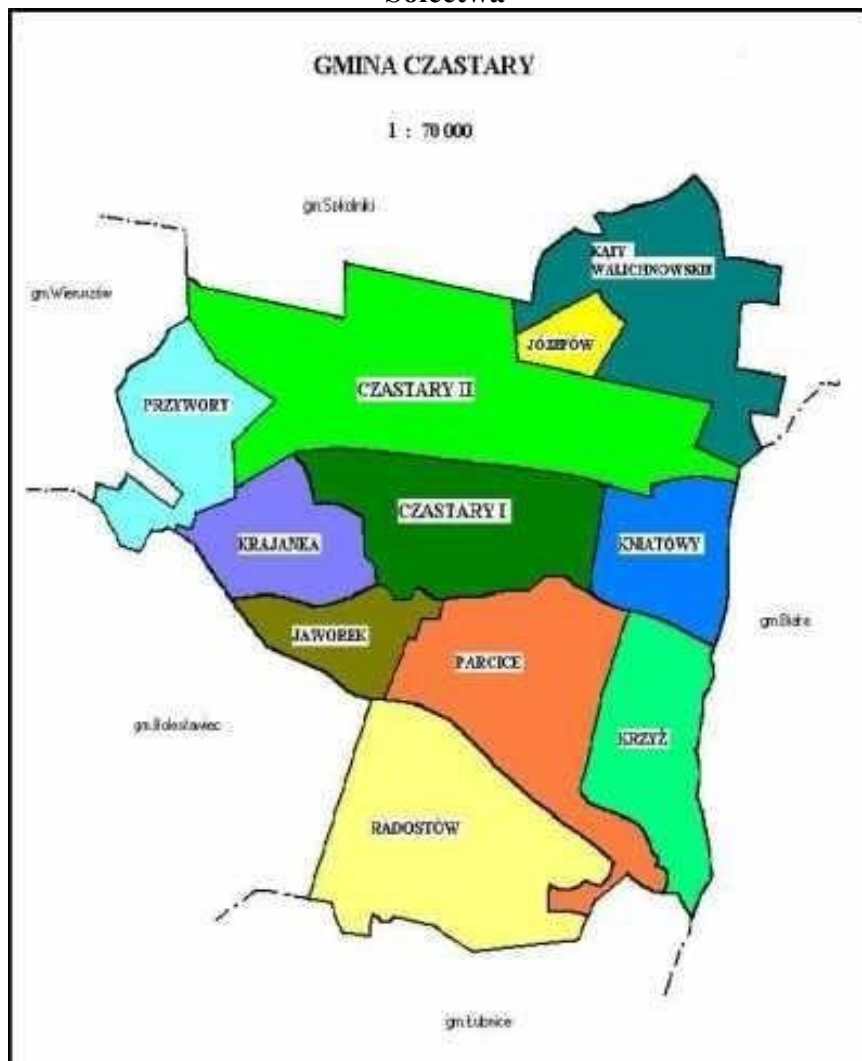 Sołectwa
GMINA CZASTARY
1 : 70 000
gm.Sokolniki
KĄTY
WALICHNOWSKIE
gm.Wieruszów
JÓZEFÓW
CZASTARY II
PRZYWORY
CZASTARY I
KRAJANKA
KNIATOWY
gm.Biała
JAWOREK
PARCICE
gm.Bolesławiec
KRZYŻ
RADOSTÓW
gm.Łubnice